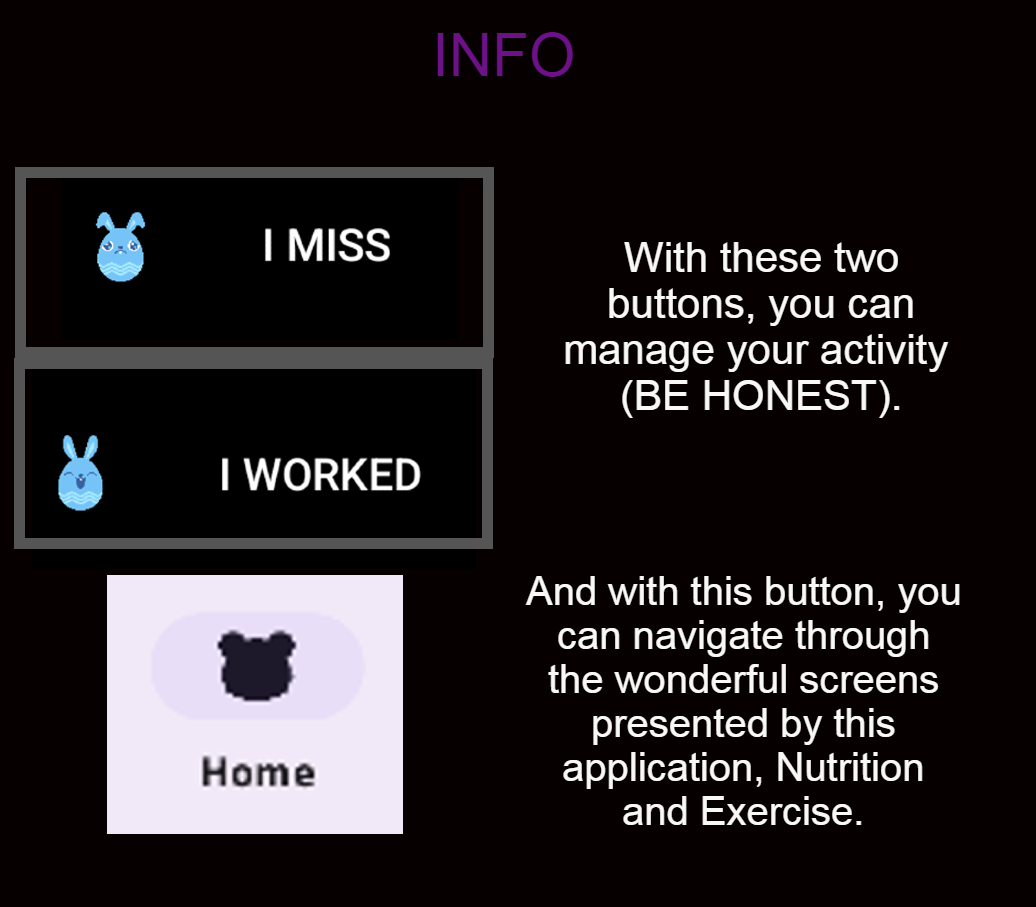 INFO
I MISS
With these two
buttons, you can
manage your activity
(BE HONEST).
I WORKED
And with this button, you
can navigate through
the wonderful screens
presented by this
application, Nutrition
and Exercise.
Home